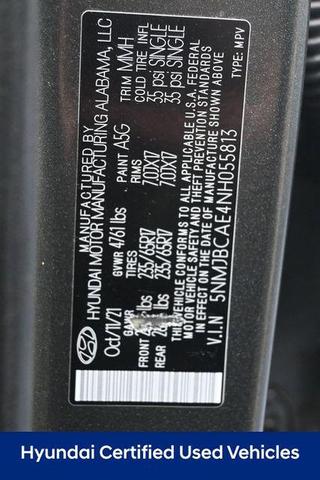 MANUFACTURED BY
HYUNDAI MOTOR MANUFACTURING ALABAMA, LLC
Oct/11/21 GVWR 4761 lbs PAINT A5G TRIM MMH
GAWR TIRES RIMS COLD TIRE INFL
FRONT lbs 235/65R17 7.0JX17 35 psi SINGLE
REAR lbs 235/65R17 7.0JX17 35 psi SINGLE
THIS VEHICLE CONFORMS TO ALL APPLICABLE U.S.A. FEDERAL
MOTOR VEHICLE SAFETY AND THEFT PREVENTION STANDARDS
IN EFFECT ON THE DATE OF MANUFACTURE SHOWN ABOVE
V.I.N 5NMJBCAE4NH055813 TYPE: MPV
Hyundai Certified Used Vehicles